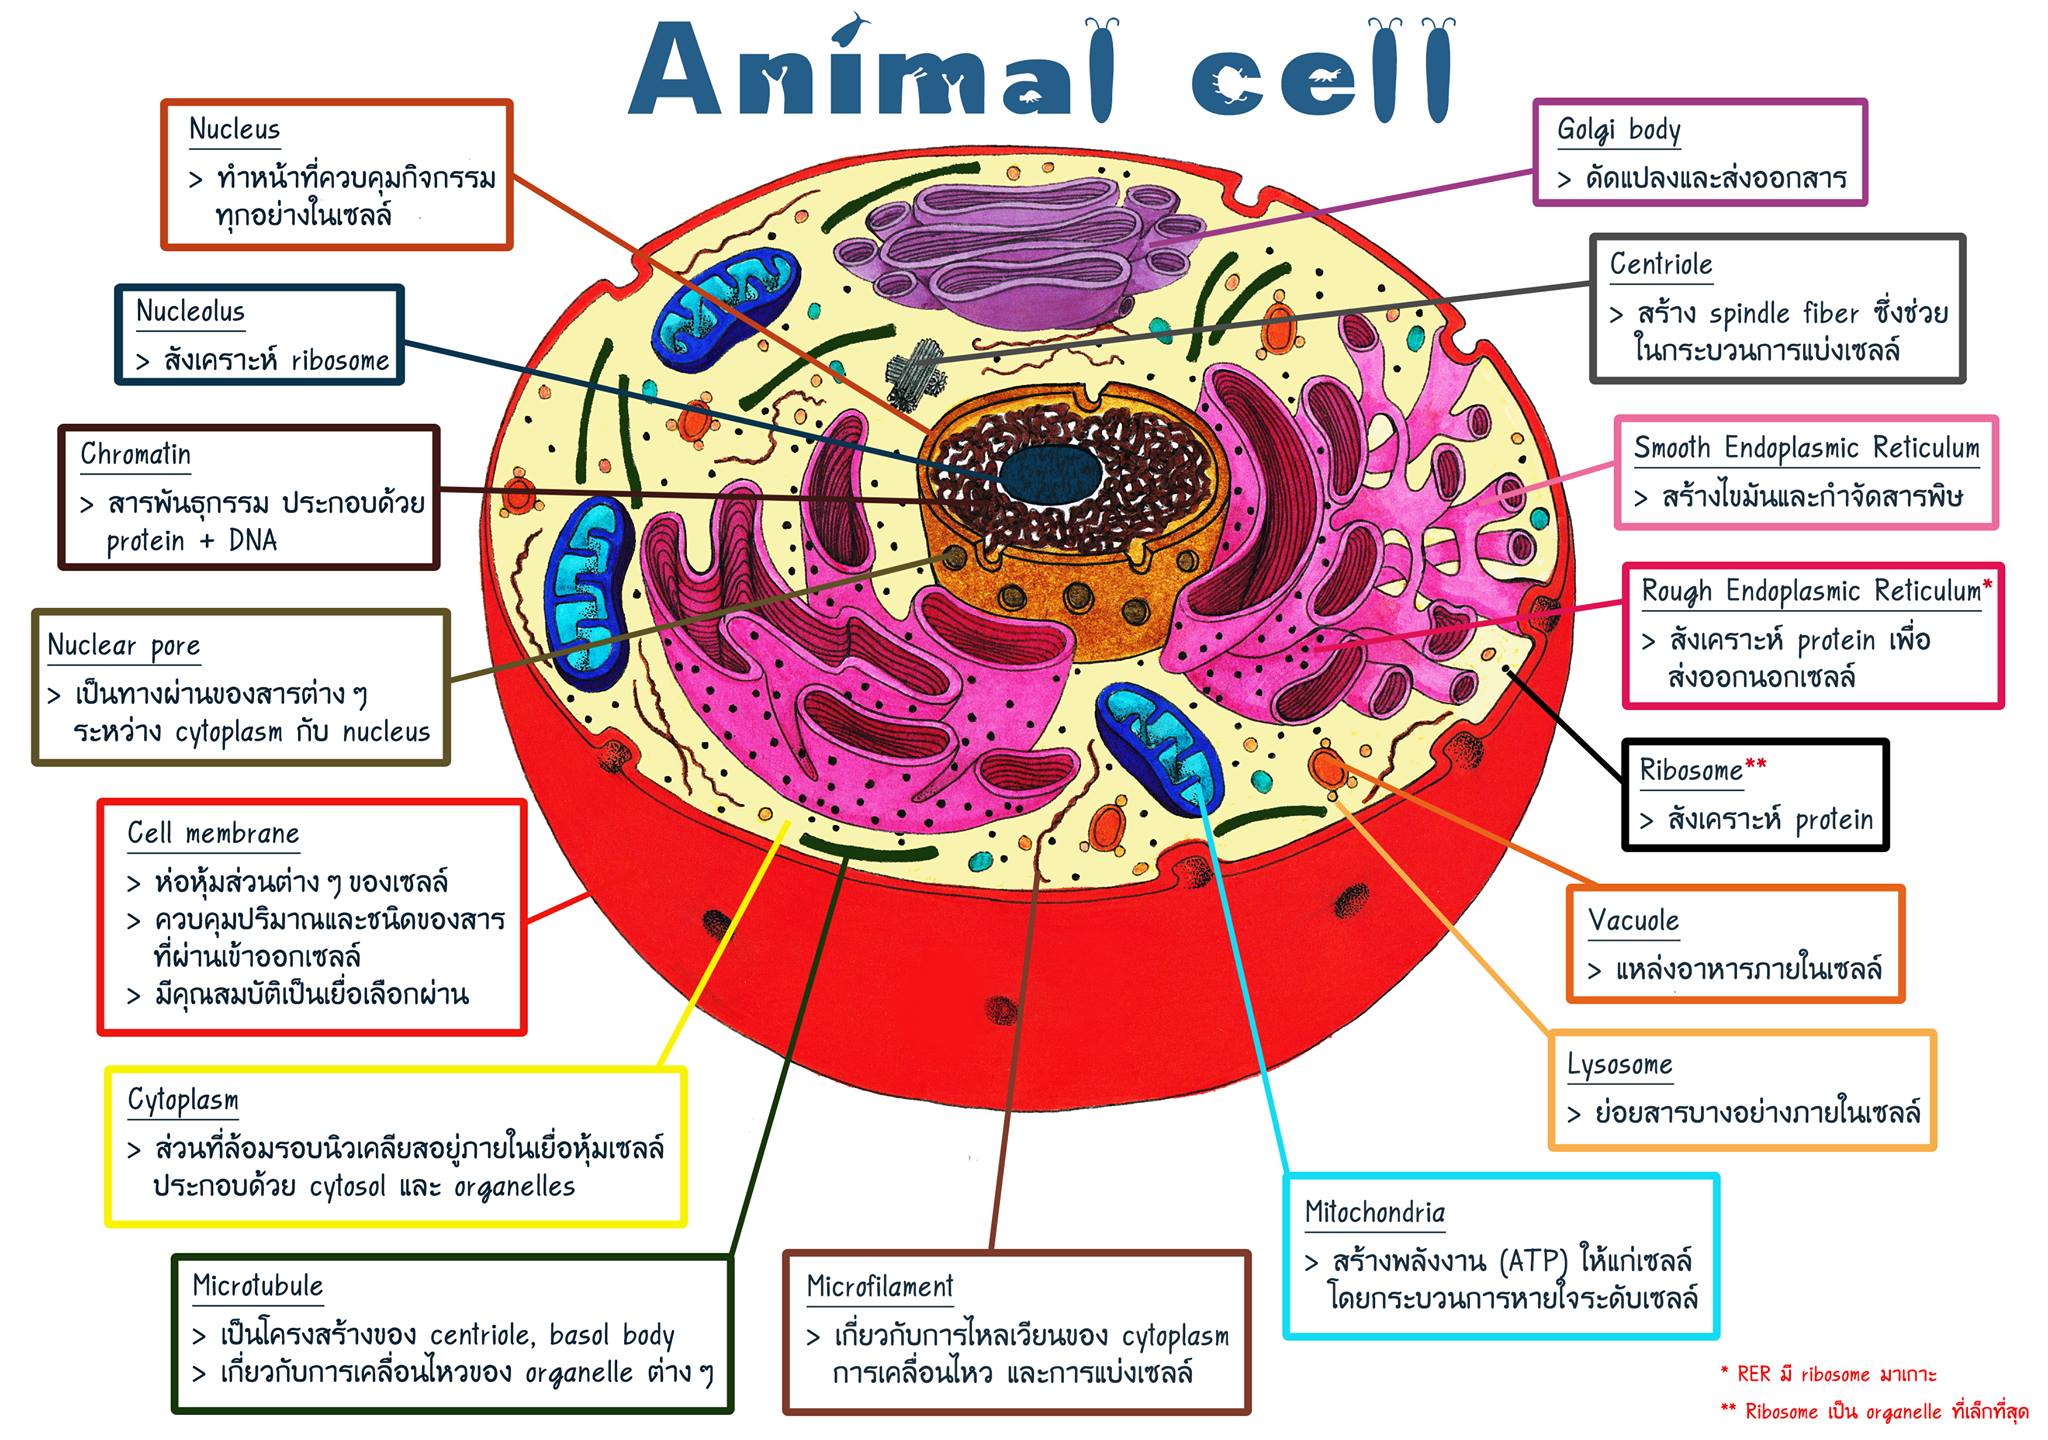 Animal cell
Nucleus
> ทำหน้าที่ควบคุมกิจกรรม
ทุกอย่างในเซลล์
Nucleolus
> สังเคราะห์ ribosome
Chromatin
> สารพันธุกรรม ประกอบด้วย
protein + DNA
Nuclear pore
> เป็นทางผ่านของสารต่าง ๆ
ระหว่าง cytoplasm กับ nucleus
Cell membrane
> ห่อหุ้มส่วนต่าง ๆ ของเซลล์
> ควบคุมปริมาณและชนิดของสาร
ที่ผ่านเข้าออกเซลล์
> มีคุณสมบัติเป็นเยื่อเลือกผ่าน
Cytoplasm
> ส่วนที่ล้อมรอบนิวเคลียสอยู่ภายในเยื่อหุ้มเซลล์
ประกอบด้วย cytosol และ organelles
Microtubule
> เป็นโครงสร้างของ centriole, basol body
> เกี่ยวกับการเคลื่อนไหวของ organelle ต่าง ๆ
Microfilament
> เกี่ยวกับการไหลเวียนของ cytoplasm
การเคลื่อนไหว และการแบ่งเซลล์
Golgi body
> ดัดแปลงและส่งออกสาร
Centriole
> สร้าง spindle fiber ซึ่งช่วย
ในกระบวนการแบ่งเซลล์
Smooth Endoplasmic Reticulum
> สร้างไขมันและกำจัดสารพิษ
Rough Endoplasmic Reticulum*
> สังเคราะห์ protein เพื่อ
ส่งออกนอกเซลล์
Ribosome**
> สังเคราะห์ protein
Vacuole
> แหล่งอาหารภายในเซลล์
Lysosome
> ย่อยสารบางอย่างภายในเซลล์
Mitochondria
> สร้างพลังงาน (ATP) ให้แก่เซลล์
โดยกระบวนการหายใจระดับเซลล์
* RER มี ribosome มาเกาะ
** Ribosome เป็น organelle ที่เล็กที่สุด